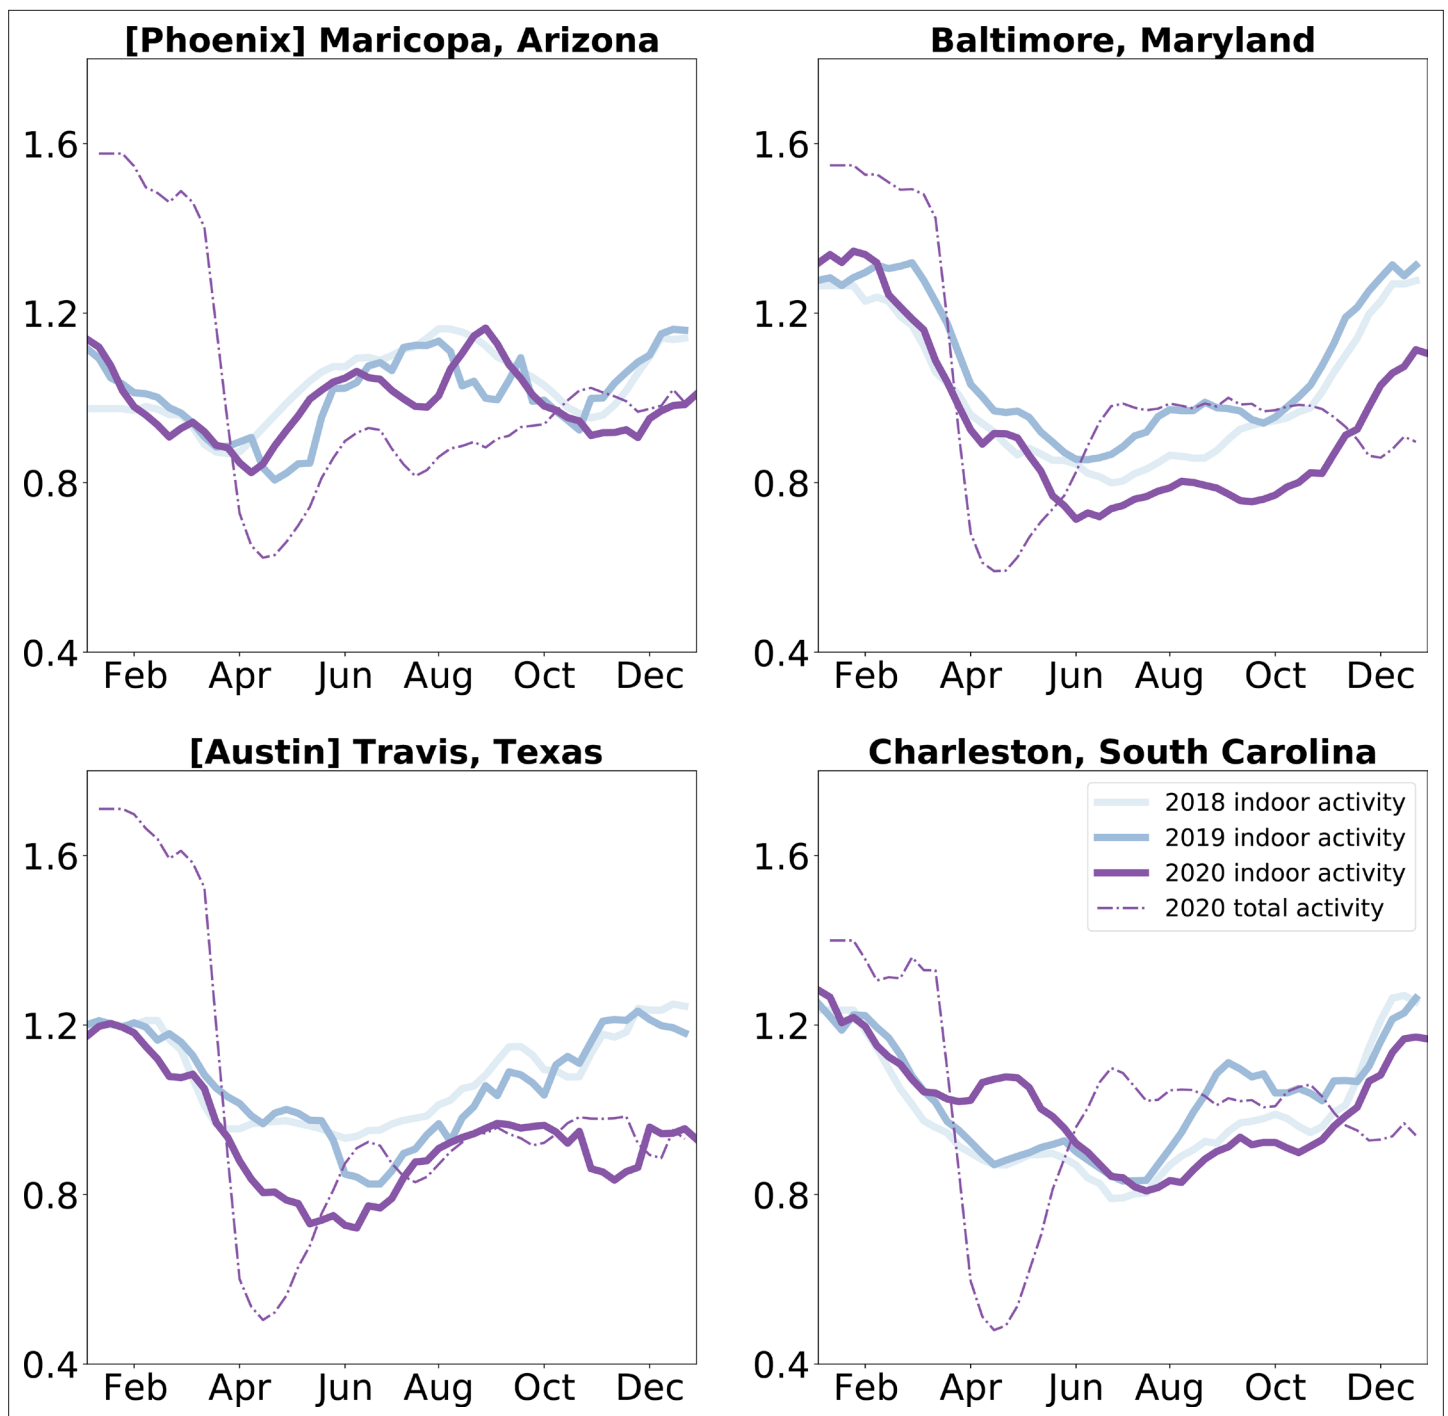 [Phoenix] Maricopa, Arizona
1.6
1.2
0.8
0.4
Feb Apr Jun Aug Oct Dec
Baltimore, Maryland
1.6
1.2
0.8
0.4
Feb Apr Jun Aug Oct Dec
[Austin] Travis, Texas
1.6
1.2
0.8
0.4
Feb Apr Jun Aug Oct Dec
Charleston, South Carolina
2018 indoor activity
2019 indoor activity
2020 indoor activity
2020 total activity
1.6
1.2
0.8
0.4
Feb Apr Jun Aug Oct Dec